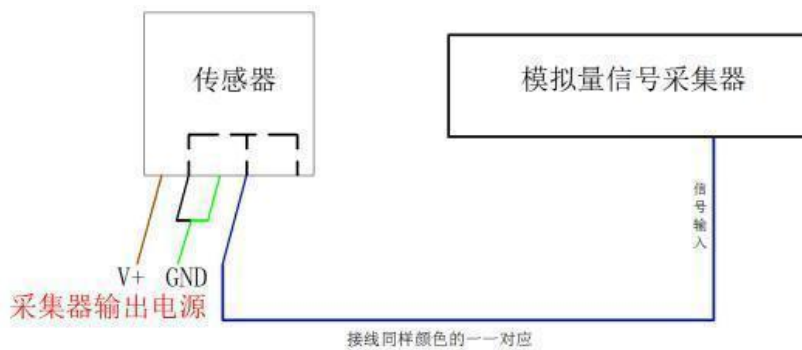 传感器
模拟量信号采集器
信号输入
V+ GND
采集器输出电源
接线同样颜色的一一对应